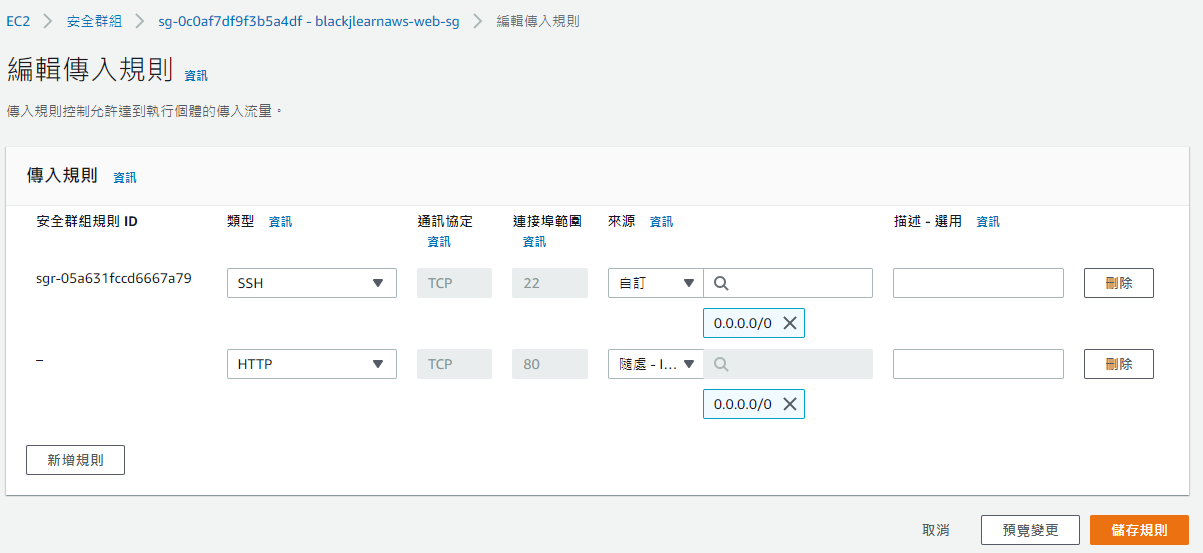 EC2 > 安全群組 > sg-0c0af7df9f3b5a4df - blackjlearnaws-web-sg > 編輯傳入規則
編輯傳入規則 資訊
傳入規則控制允許達到執行個體的傳入流量。
傳入規則 資訊
安全群組規則 ID 類型 資訊 通訊協定 資訊 連接埠範圍 資訊 來源 資訊 描述 - 選用 資訊
sgr-05a631fccd6667a79 SSH TCP 22 自訂 刪除
0.0.0.0/0
– HTTP TCP 80 隨處 - I... 刪除
0.0.0.0/0
新增規則
取消 預覽變更 儲存規則